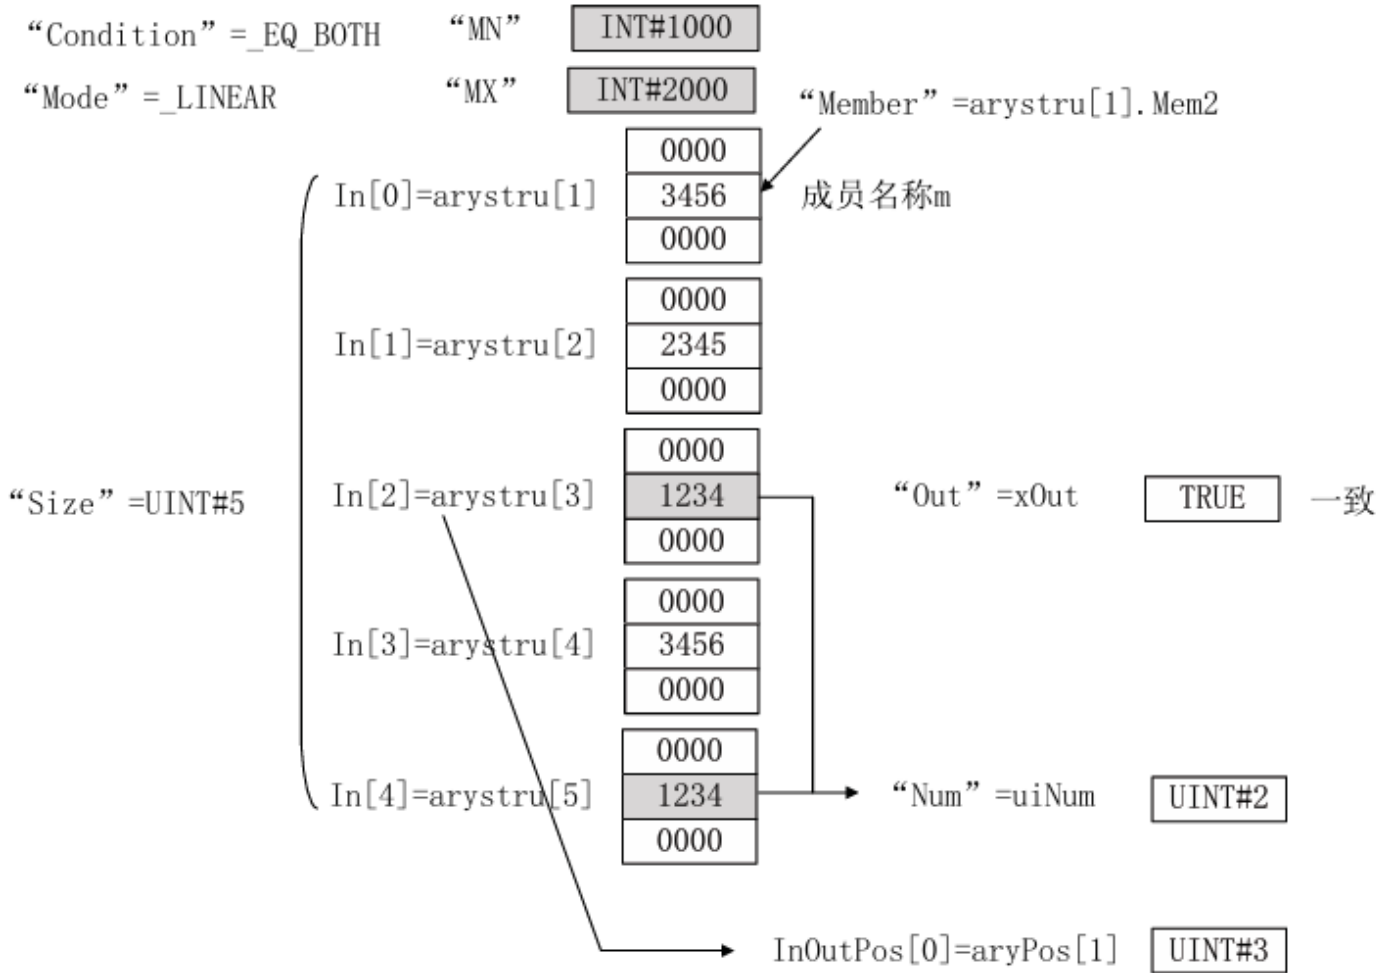 “Condition”=_EQ_BOTH “MN” INT#1000
“Mode”=_LINEAR “MX” INT#2000
“Member”=arystru[1].Mem2
0000
In[0]=arystru[1] 3456 成员名称m
0000
0000
In[1]=arystru[2] 2345
0000
0000
“Size”=UINT#5 In[2]=arystru[3] 1234 “Out”=xOut TRUE 一致
0000
0000
In[3]=arystru[4] 3456
0000
0000
In[4]=arystru[5] 1234 “Num”=uiNum UINT#2
0000
InOutPos[0]=aryPos[1] UINT#3